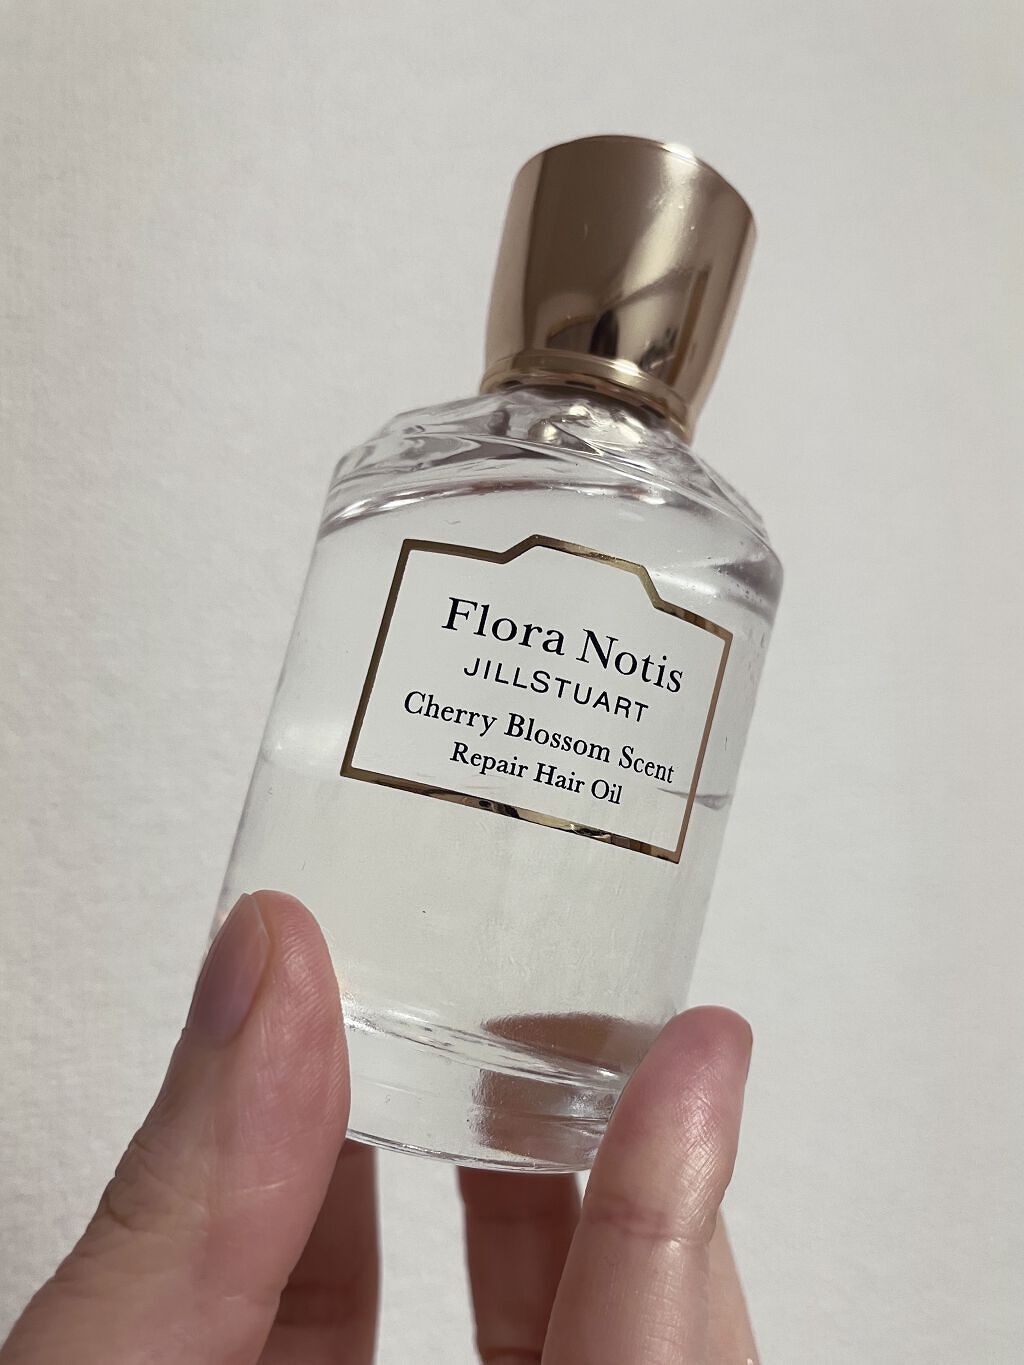 Flora Notis
JILLSTUART
Cherry Blossom Scent
Repair Hair Oil